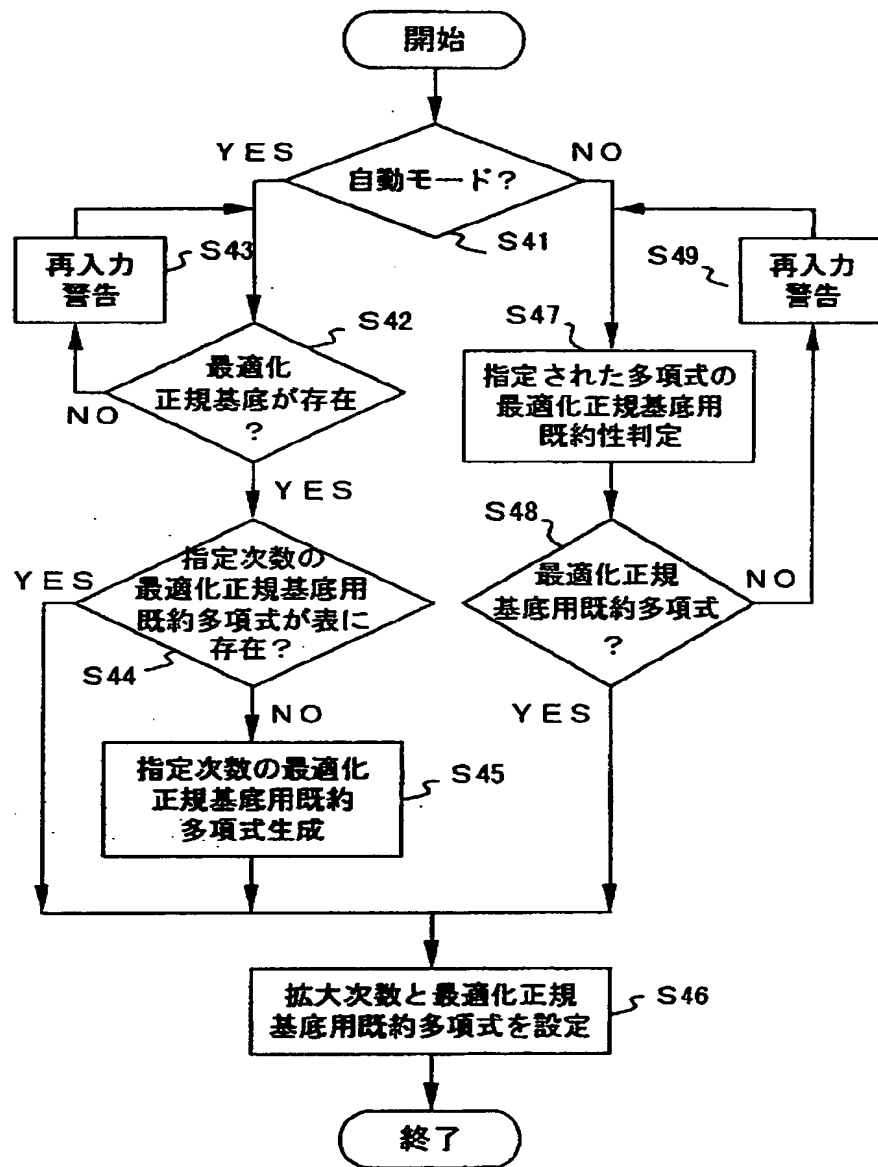 開始
YES
NO
自動モード?
S41
再入力
警告
S43
S49
再入力
警告
S42
最適化
正規基底が存在
?
NO
YES
S47
指定された多項式の
最適化正規基底用
既約性判定
S48
最適化正規
基底用既約多項式
?
NO
YES
YES
指定次数の
最適化正規基底用
既約多項式が表に
存在?
S44
NO
指定次数の最適化
正規基底用既約
多項式生成
S45
拡大次数と最適化正規
基底用既約多項式を設定
S46
終了